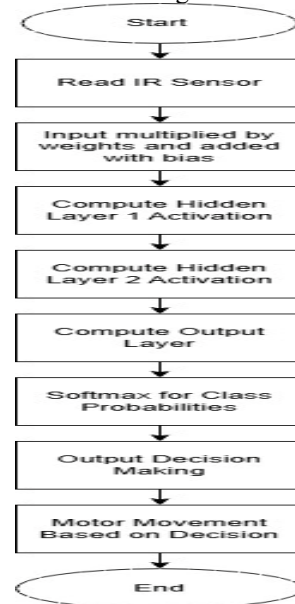 Start
Read IR Sensor
Input multiplied by
weights and added
with bias
Compute Hidden
Layer 1 Activation
Compute Hidden
Layer 2 Activation
Compute Output
Layer
Softmax for Class
Probabilities
Output Decision
Making
Motor Movement
Based on Decision
End